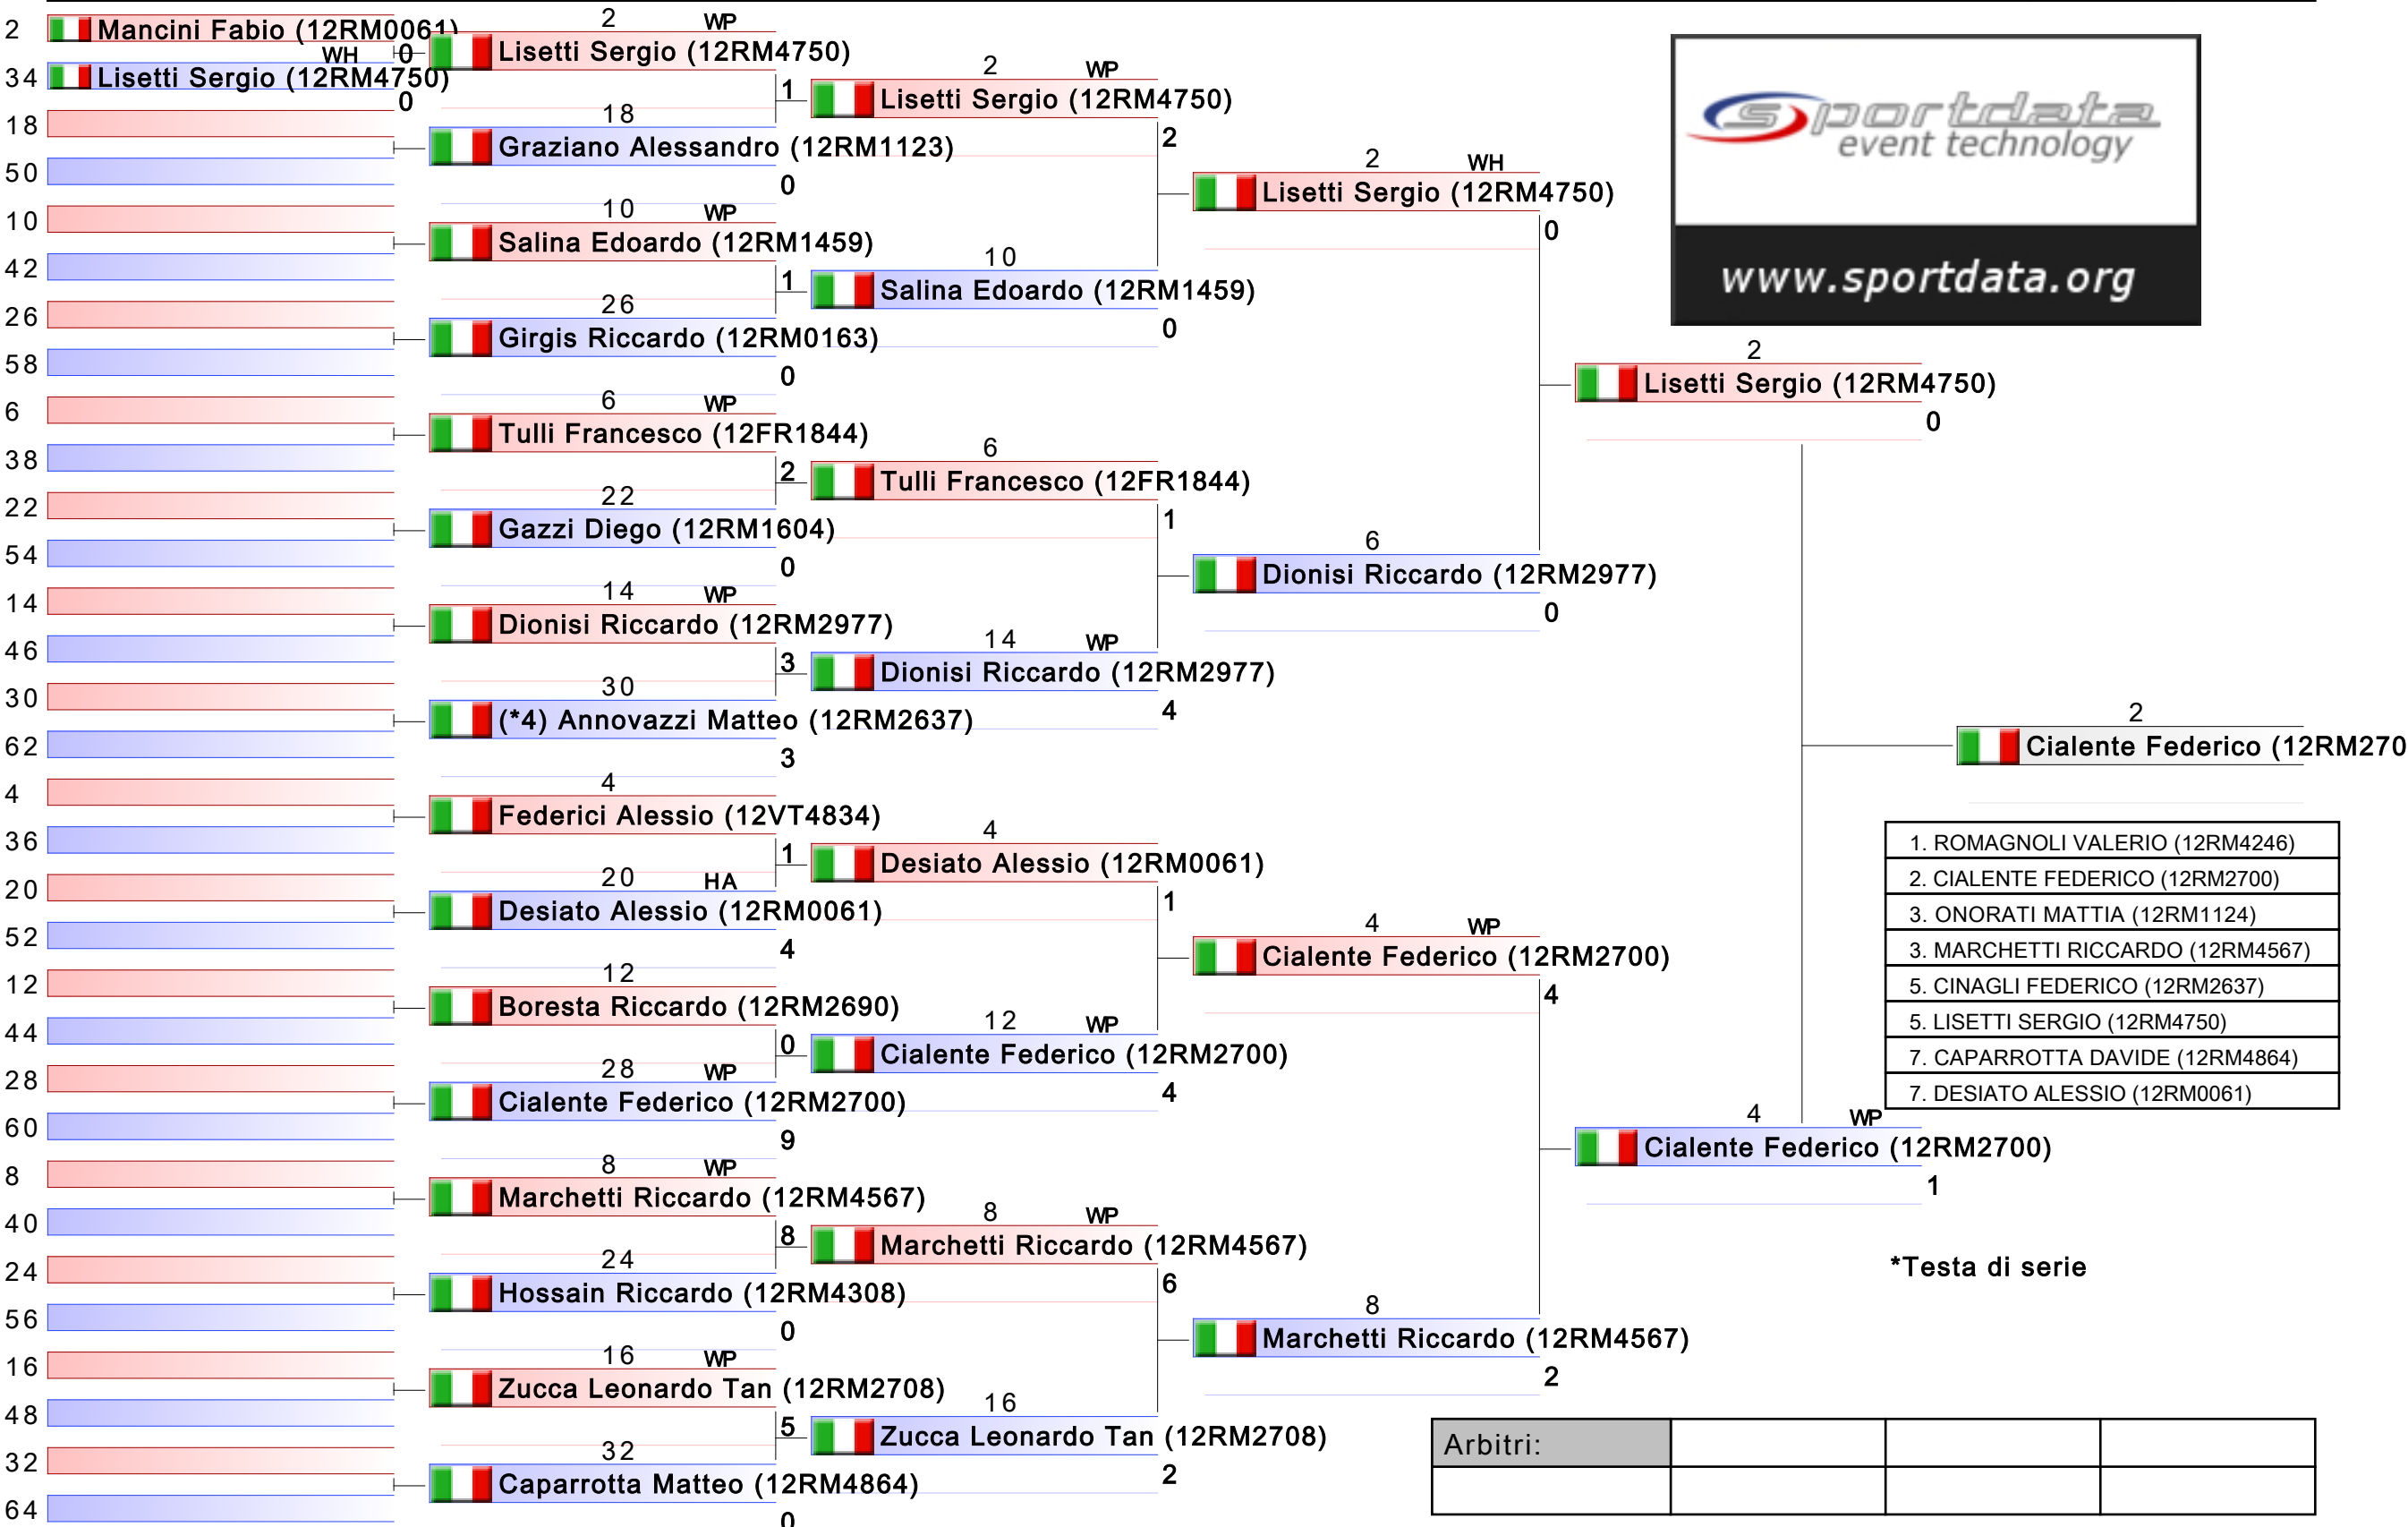 2 Mancini Fabio (12RM0061)
WH 0
34 Lisetti Sergio (12RM4750)
0
18
50
10
42
26
58
6
38
22
54
14
46
30
62
4
36
20
52
12
44
28
60
8
40
24
56
16
48
32
64
2 WP
Lisetti Sergio (12RM4750)
1
18
Graziano Alessandro (12RM1123)
0
10 WP
Salina Edoardo (12RM1459)
1
26
Girgis Riccardo (12RM0163)
0
6 WP
Tulli Francesco (12FR1844)
2
22
Gazzi Diego (12RM1604)
0
14 WP
Dionisi Riccardo (12RM2977)
3
30
(*4) Annovazzi Matteo (12RM2637)
3
4
Federici Alessio (12VT4834)
1
20 HA
Desiato Alessio (12RM0061)
4
12
Boresta Riccardo (12RM2690)
0
28 WP
Cialente Federico (12RM2700)
9
8 WP
Marchetti Riccardo (12RM4567)
8
24
Hossain Riccardo (12RM4308)
0
16 WP
Zucca Leonardo Tan (12RM2708)
5
32
Caparrotta Matteo (12RM4864)
0
2 WP
Lisetti Sergio (12RM4750)
2
10
Salina Edoardo (12RM1459)
0
6
Tulli Francesco (12FR1844)
1
14 WP
Dionisi Riccardo (12RM2977)
4
4
Desiato Alessio (12RM0061)
1
12 WP
Cialente Federico (12RM2700)
4
8 WP
Marchetti Riccardo (12RM4567)
6
16
Zucca Leonardo Tan (12RM2708)
2
2 WH
Lisetti Sergio (12RM4750)
0
6
Dionisi Riccardo (12RM2977)
0
4 WP
Cialente Federico (12RM2700)
4
8
Marchetti Riccardo (12RM4567)
2
sportdata
event technology
www.sportdata.org
2
Lisetti Sergio (12RM4750)
0
4 WP
Cialente Federico (12RM2700)
1
2
Cialente Federico (12RM270
1. ROMAGNOLI VALERIO (12RM4246)
2. CIALENTE FEDERICO (12RM2700)
3. ONORATI MATTIA (12RM1124)
3. MARCHETTI RICCARDO (12RM4567)
5. CINAGLI FEDERICO (12RM2637)
5. LISETTI SERGIO (12RM4750)
7. CAPARROTTA DAVIDE (12RM4864)
7. DESIATO ALESSIO (12RM0061)
*Testa di serie
Arbitri: